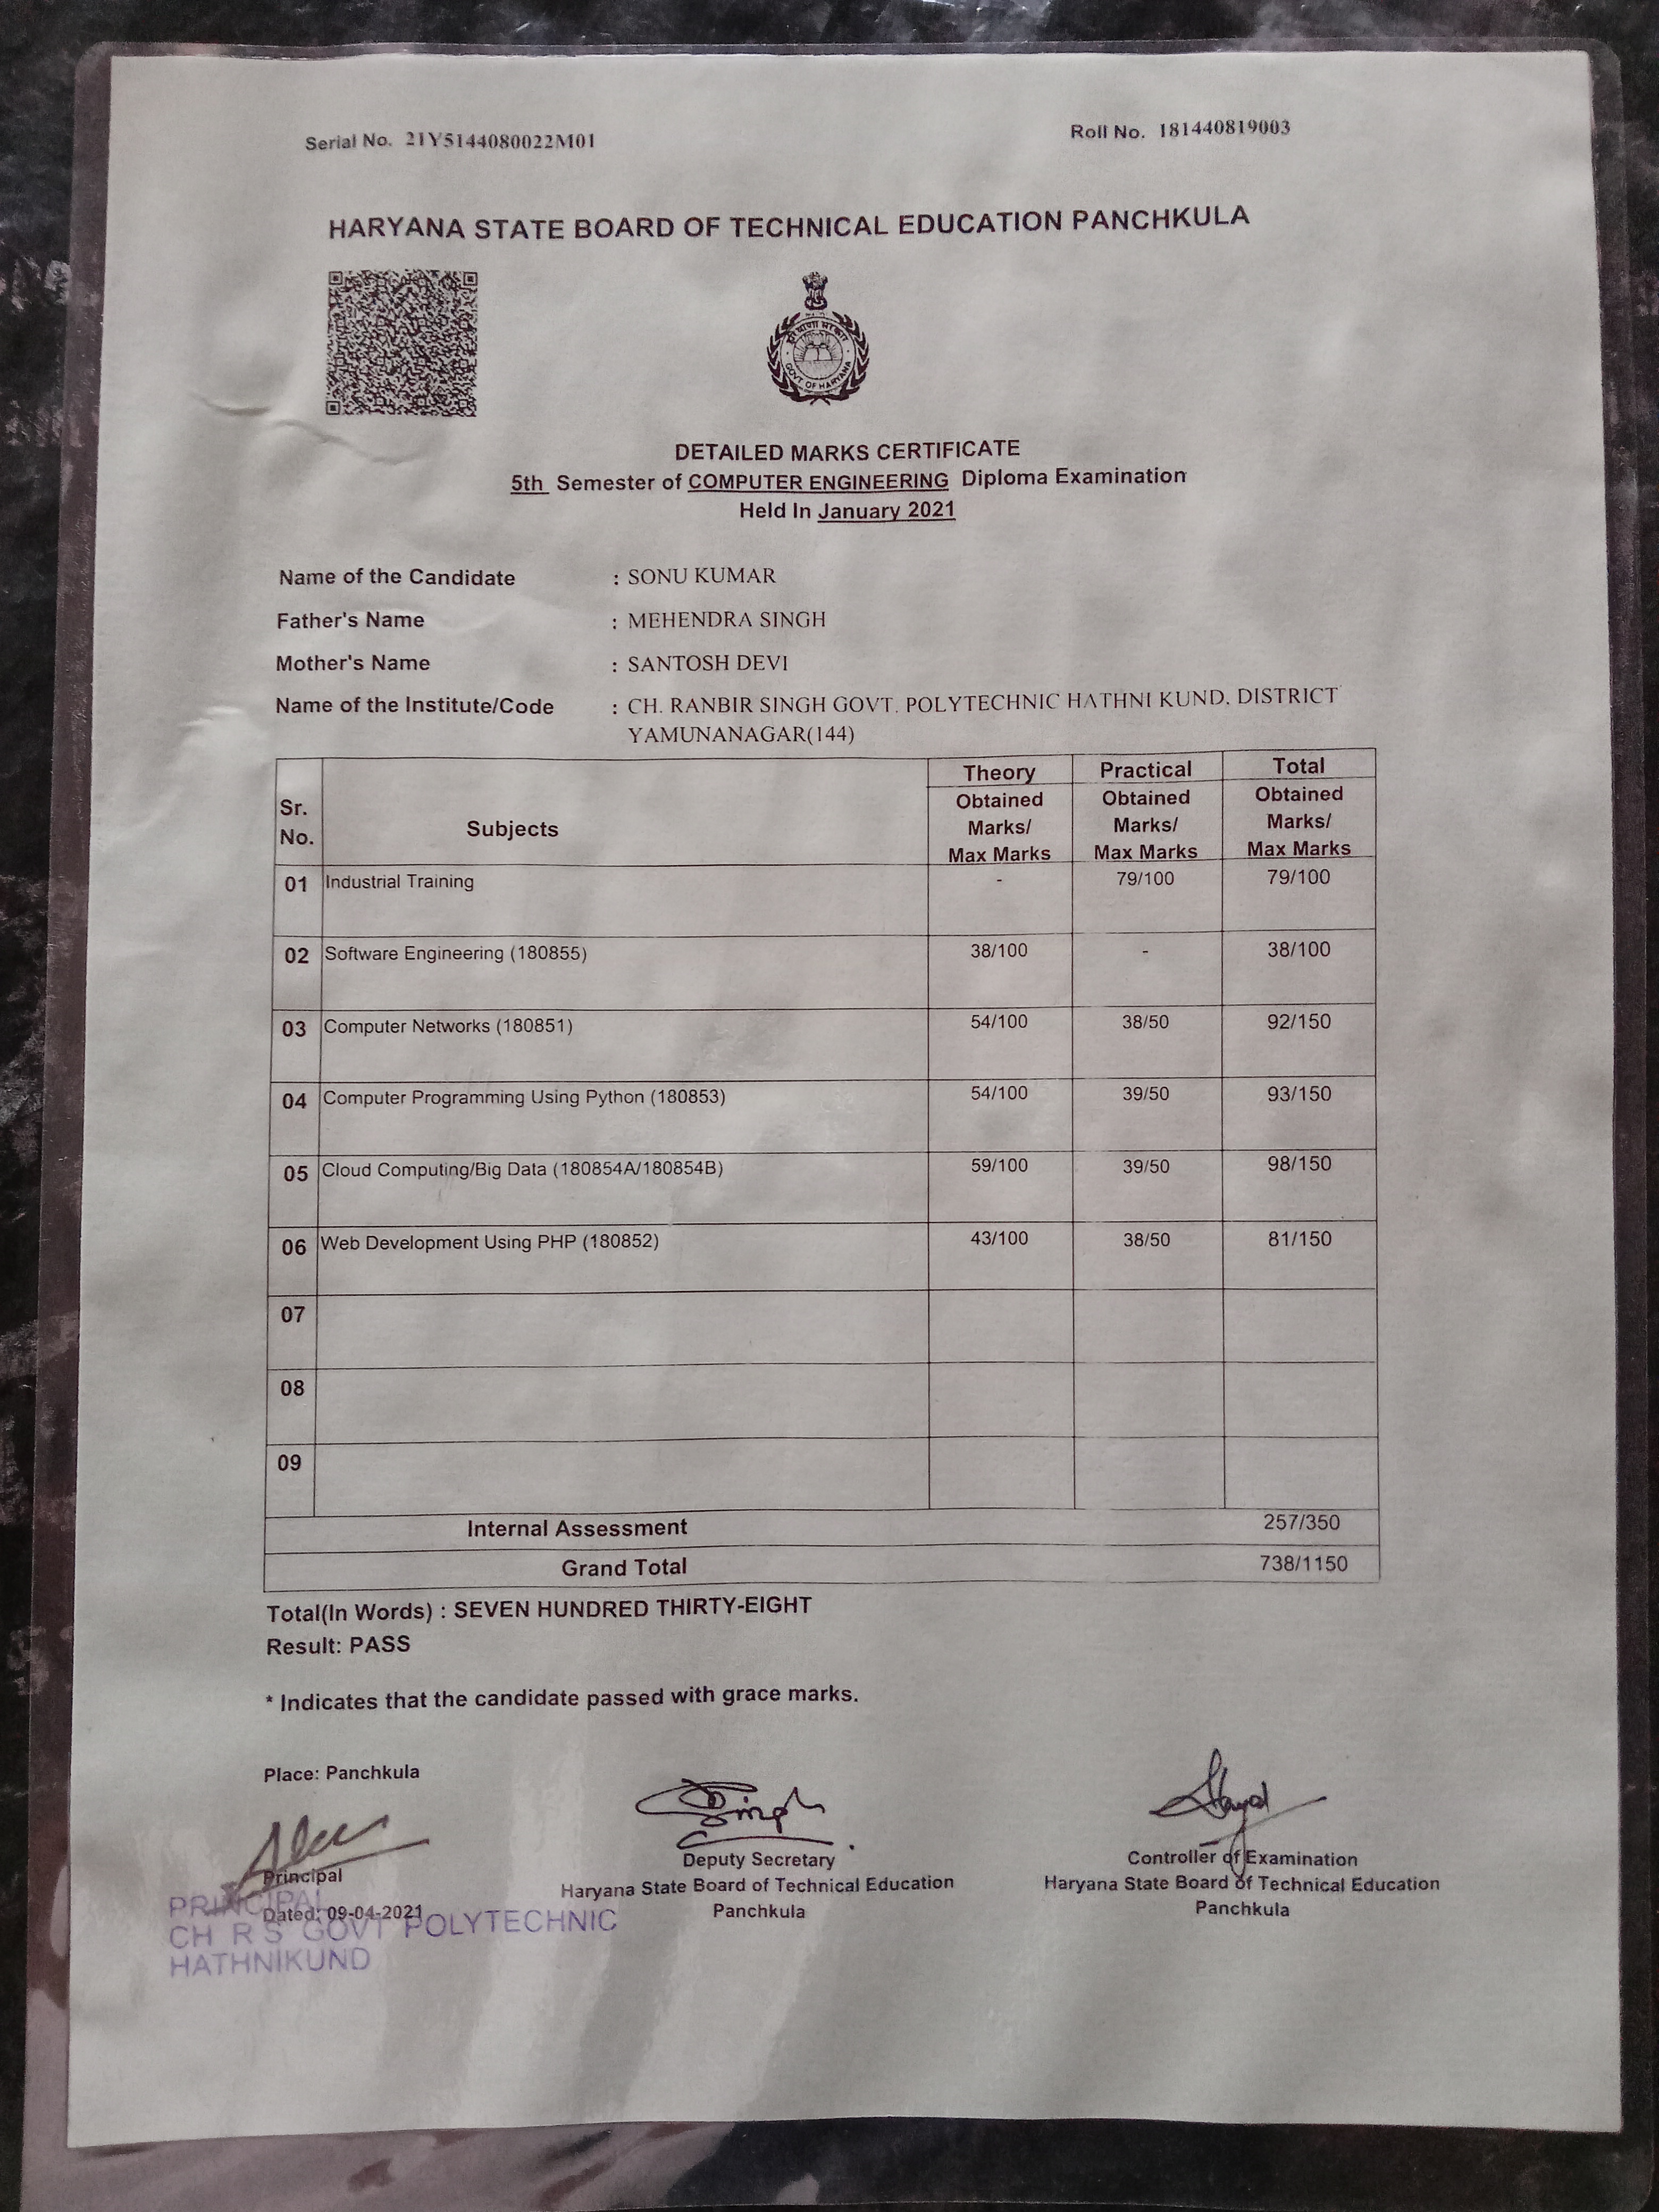 Serial No. 21Y5144080022M01
Roll No. 181440819003
HARYANA STATE BOARD OF TECHNICAL EDUCATION PANCHKULA
हरियाणा सरकार
GOVT OF HARYANA
DETAILED MARKS CERTIFICATE
5th Semester of COMPUTER ENGINEERING Diploma Examination
Held In January 2021
Name of the Candidate : SONU KUMAR
Father's Name : MEHENDRA SINGH
Mother's Name : SANTOSH DEVI
Name of the Institute/Code : CH. RANBIR SINGH GOVT. POLYTECHNIC HATHNI KUND, DISTRICT
YAMUNANAGAR(144)
Sr. No. Subjects Theory Obtained Marks/ Max Marks Practical Obtained Marks/ Max Marks Total Obtained Marks/ Max Marks
01 Industrial Training - 79/100 79/100
02 Software Engineering (180855) 38/100 - 38/100
03 Computer Networks (180851) 54/100 38/50 92/150
04 Computer Programming Using Python (180853) 54/100 39/50 93/150
05 Cloud Computing/Big Data (180854A/180854B) 59/100 39/50 98/150
06 Web Development Using PHP (180852) 43/100 38/50 81/150
07
08
09
Internal Assessment 257/350
Grand Total 738/1150
Total(In Words) : SEVEN HUNDRED THIRTY-EIGHT
Result: PASS
* Indicates that the candidate passed with grace marks.
Place: Panchkula
Principal
Dated: 09-04-2021
PRINCIPAL
CH R S GOVT POLYTECHNIC
HATHNIKUND
Singh
Deputy Secretary
Haryana State Board of Technical Education
Panchkula
Controller of Examination
Haryana State Board of Technical Education
Panchkula